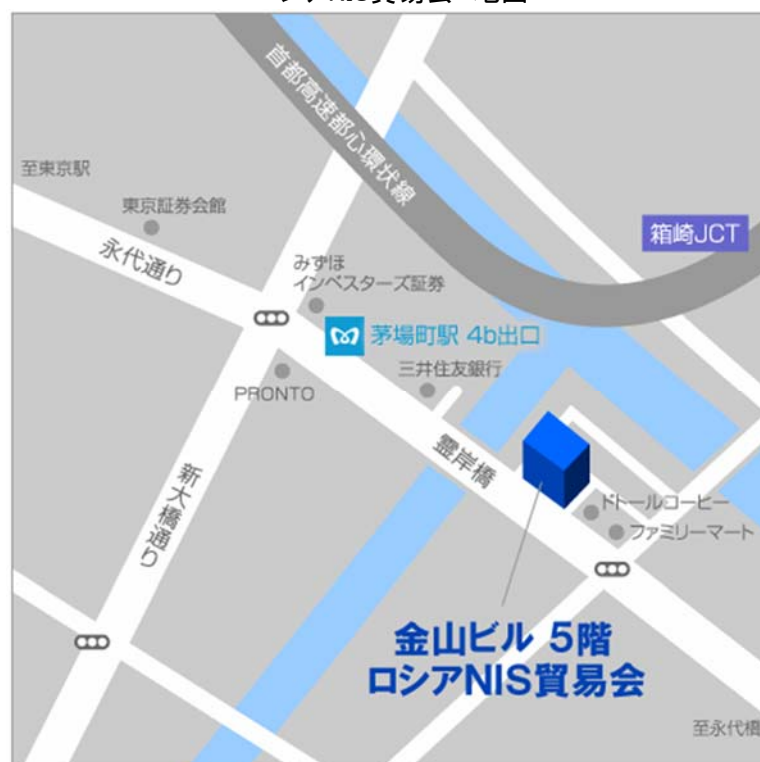 首都高速都心環状線
至東京駅
東京証券会館
箱崎JCT
永代通り
みずほ
インベスターズ証券
茅場町駅 4b出口
三井住友銀行
PRONTO
霊岸橋
新大橋通り
ドトールコーヒー
ファミリーマート
金山ビル 5階
ロシアNIS貿易会
至永代橋